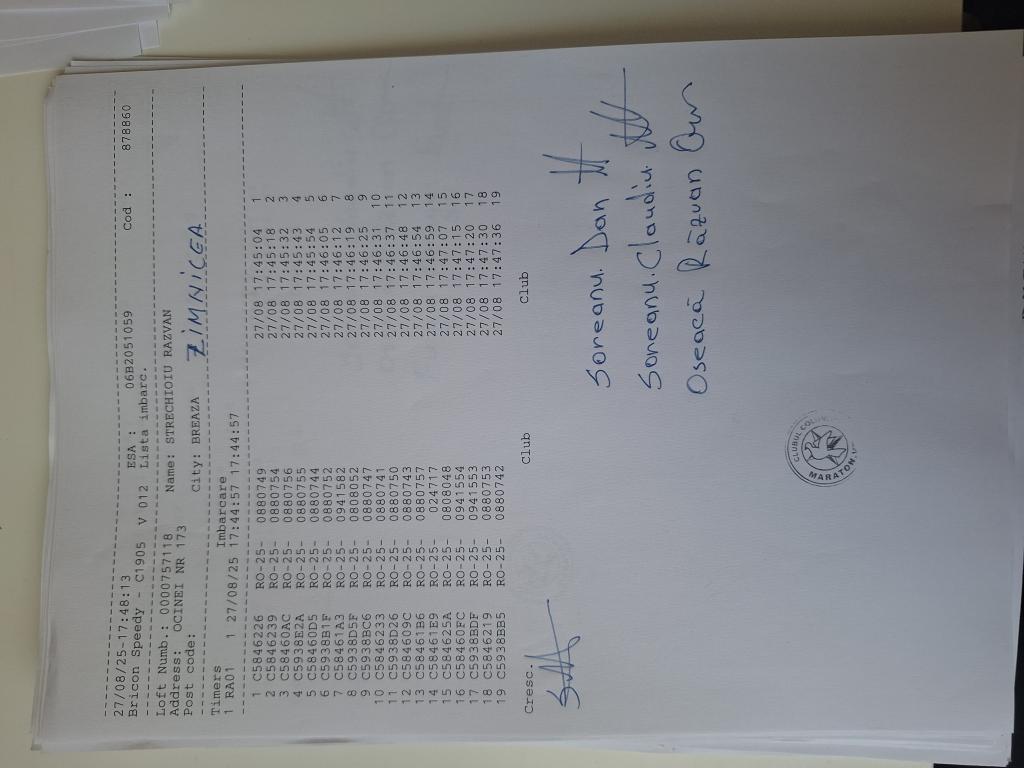 27/08/25-17:48:13 ESA : 06B2051059 Cod : 878860
Bricon Speedy - C1905 V 012 Lista imbarc.
Loft Numb.: 0000757118 Name: STRECHIOIU RAZVAN
Address: OCINEI NR 173
Post code: City: BREAZA ZIMNICEA
Timers Imbarcare
1 RA01 1 27/08/25 17:44:57 17:44:57
1 C5846226 RO-25- 0880749 27/08 17:45:04 1
2 C5846239 RO-25- 0880754 27/08 17:45:18 2
3 C58460AC RO-25- 0880756 27/08 17:45:32 3
4 C5938E2A RO-25- 0880755 27/08 17:45:43 4
5 C58460D5 RO-25- 0880744 27/08 17:45:54 5
6 C5938B1F RO-25- 0880752 27/08 17:46:05 6
7 C58461A3 RO-25- 0941582 27/08 17:46:12 7
8 C5938D5F RO-25- 0808052 27/08 17:46:19 8
9 C5938BC6 RO-25- 0880747 27/08 17:46:25 9
10 C5846233 RO-25- 0880741 27/08 17:46:31 10
11 C5938D26 RO-25- 0880750 27/08 17:46:37 11
12 C584609C RO-25- 0880743 27/08 17:46:48 12
13 C58461B6 RO-25- 0880757 27/08 17:46:54 13
14 C58461E9 RO-25- 024717 27/08 17:46:59 14
15 C584625A RO-25- 0808048 27/08 17:47:07 15
16 C58460FC RO-25- 0941554 27/08 17:47:15 16
17 C5938BDF RO-25- 0941553 27/08 17:47:20 17
18 C5846219 RO-25- 0880753 27/08 17:47:30 18
19 C5938BB5 RO-25- 0880742 27/08 17:47:36 19
Cresc. Club Club
Soreanu Dan
Soreanu Claudiu
Oseacă Răzvan
CLUBUL
MARATON